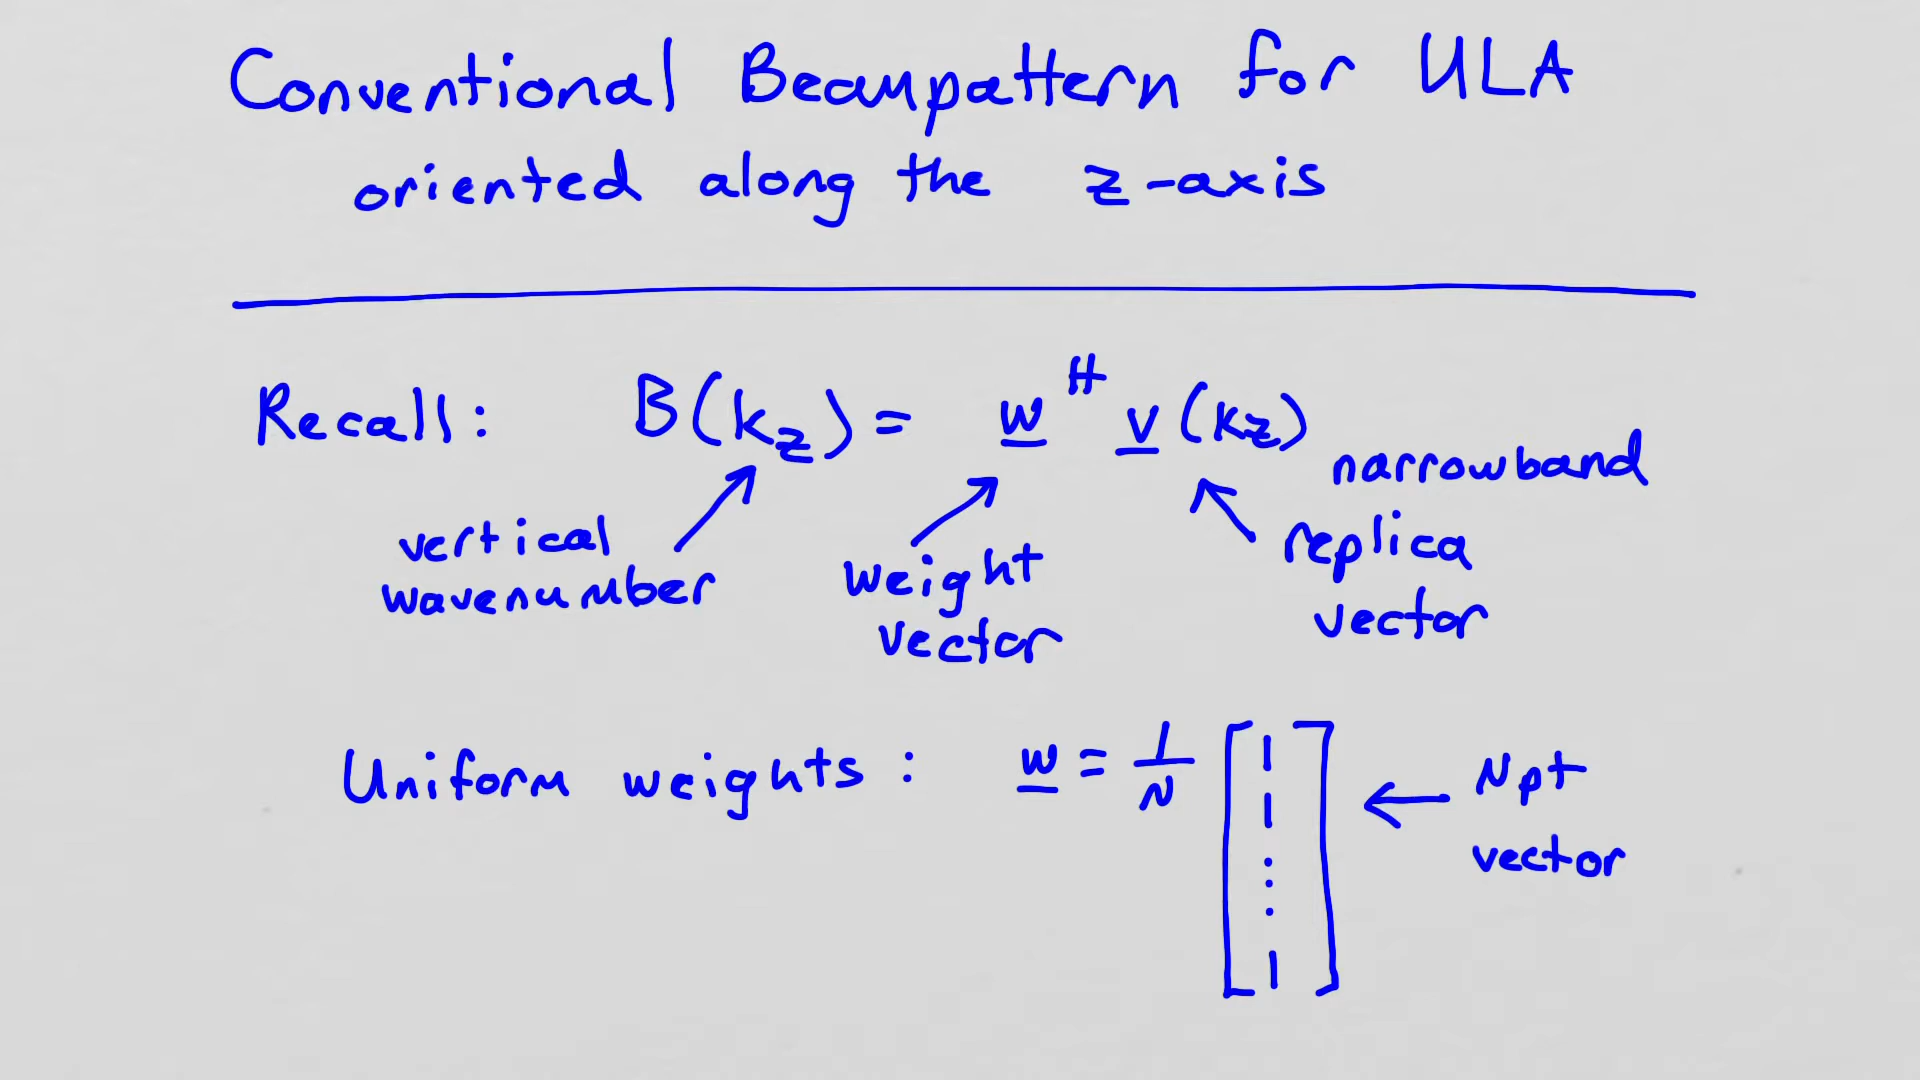 Conventional Beampattern for ULA
oriented along the z-axis
Recall: B(kz) = w^H v(kz)
narrowband
replica
vector
vertical
wavenumber
weight
vector
Uniform weights: w = 1/N [1 1 ⋮ 1] ← N pt
vector